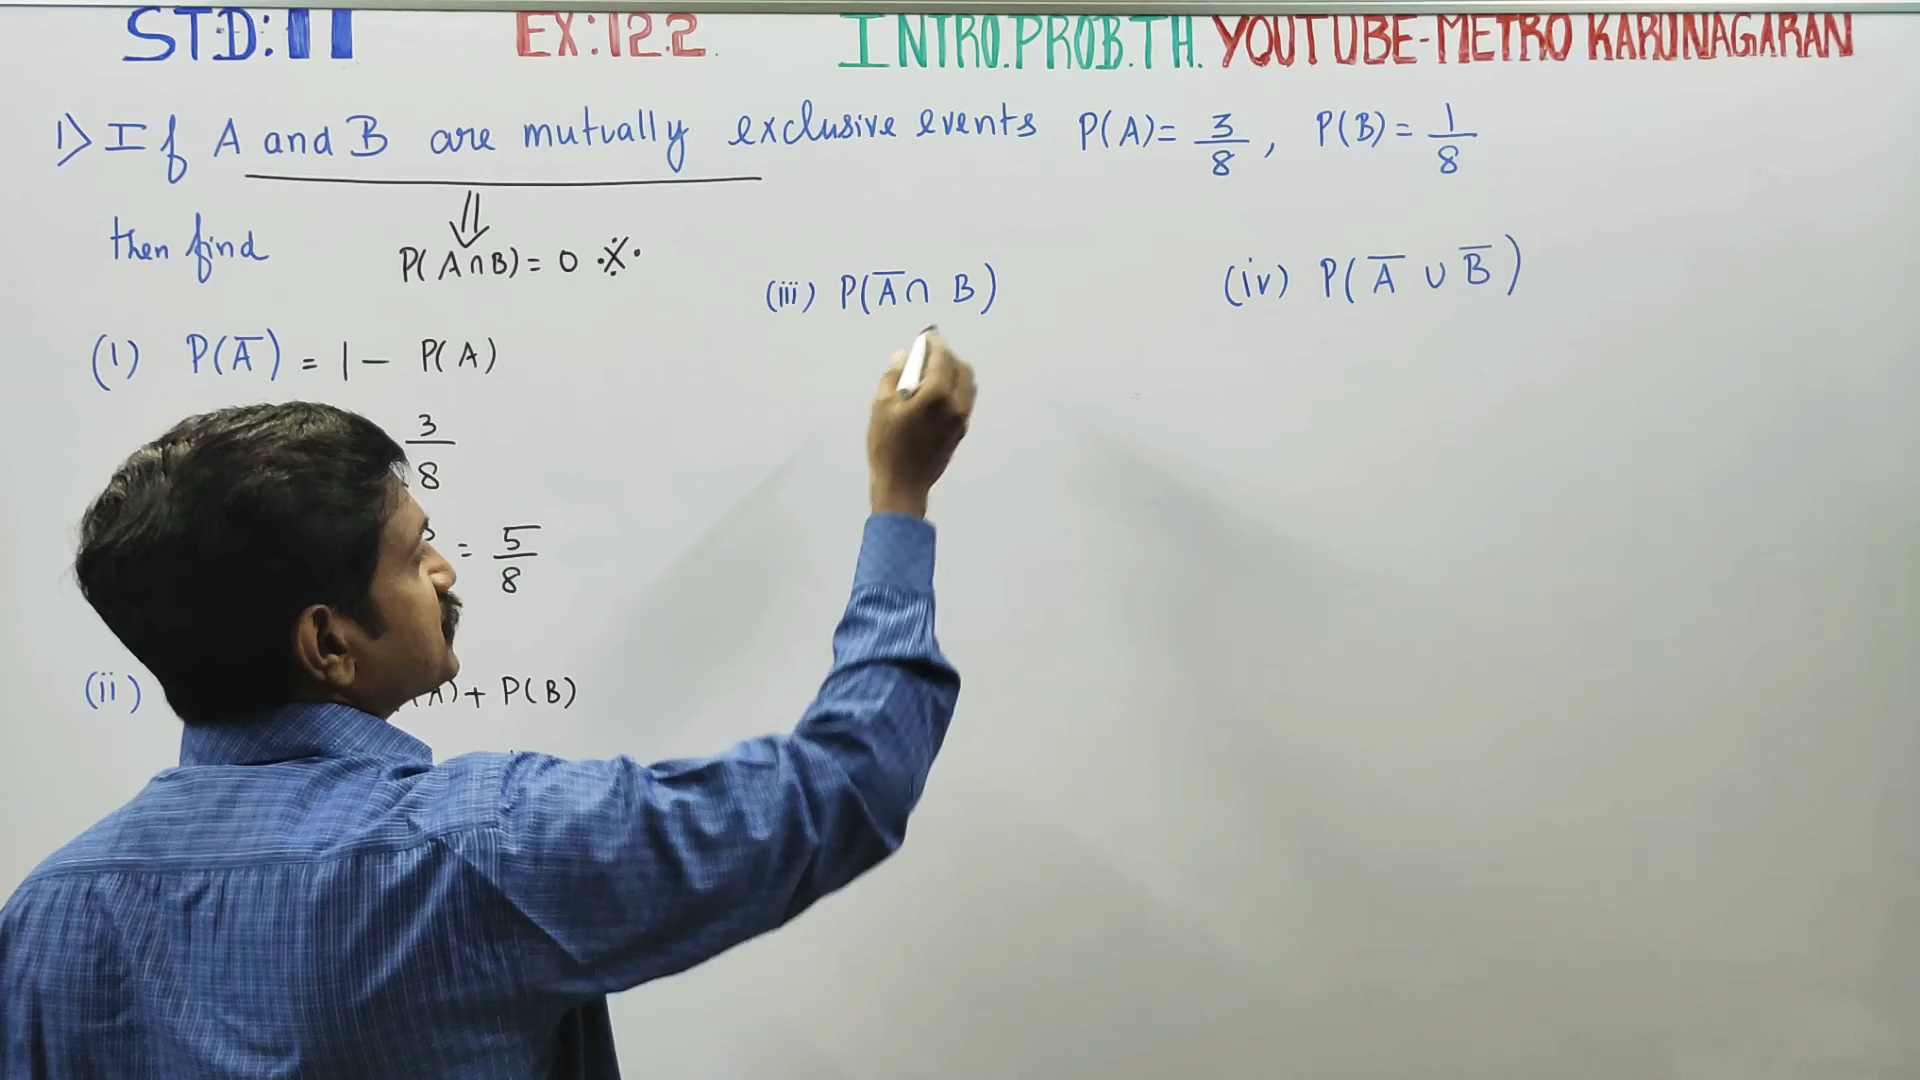 STD: 11 EX: 12.2. INTRO. PROB. TH. YOUTUBE-METRO KARUNAGARAN
1) If A and B are mutually exclusive events P(A) = 3/8, P(B) = 1/8
then find
P(A∩B) = 0 ※
(1) P(A̅) = 1 - P(A)
3/8
= 5/8
(ii) A) + P(B)
(iii) P(A̅∩ B)
(iv) P(A̅ ∪ B̅)